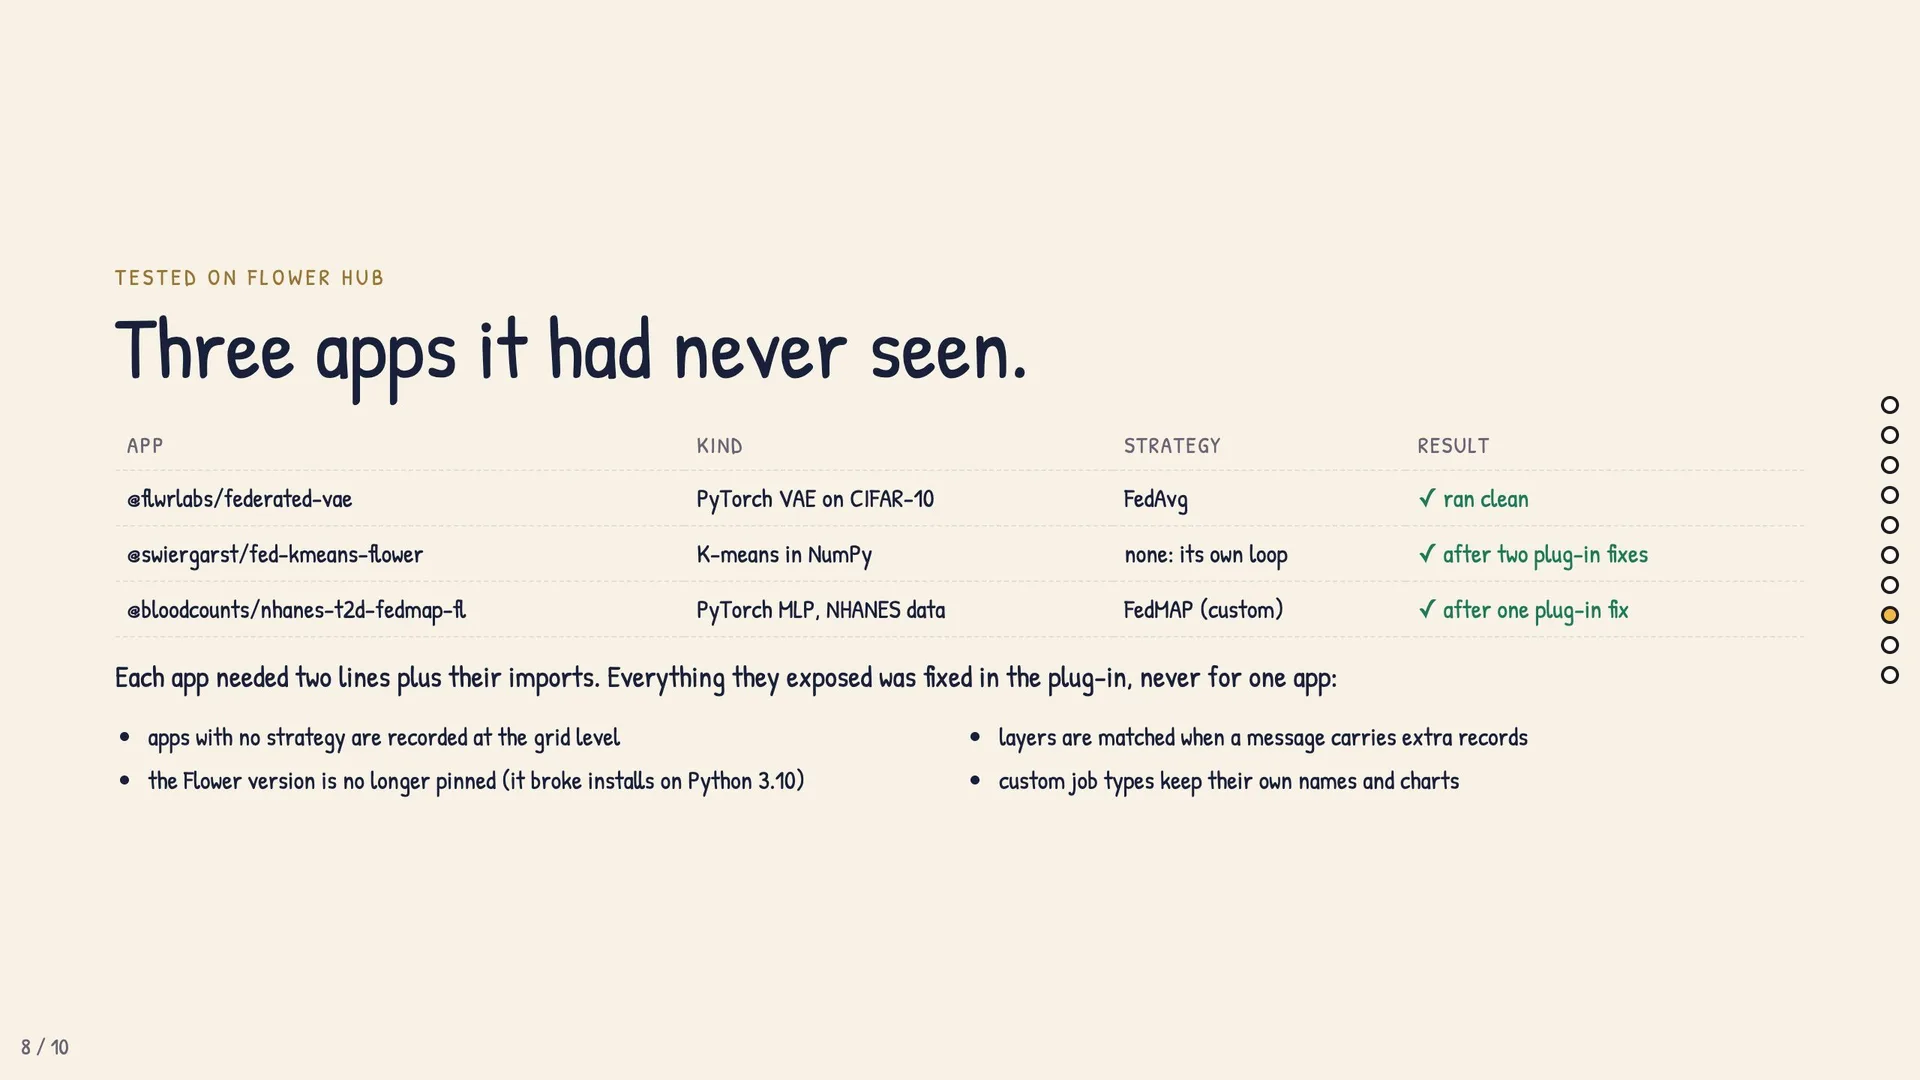 TESTED ON FLOWER HUB
Three apps it had never seen.
APP KIND STRATEGY RESULT
@flwrlabs/federated-vae PyTorch VAE on CIFAR-10 FedAvg ✓ ran clean
@swiergarst/fed-kmeans-flower K-means in NumPy none: its own loop ✓ after two plug-in fixes
@bloodcounts/nhanes-t2d-fedmap-fl PyTorch MLP, NHANES data FedMAP (custom) ✓ after one plug-in fix
Each app needed two lines plus their imports. Everything they exposed was fixed in the plug-in, never for one app:
• apps with no strategy are recorded at the grid level
• the Flower version is no longer pinned (it broke installs on Python 3.10)
• layers are matched when a message carries extra records
• custom job types keep their own names and charts
8 / 10